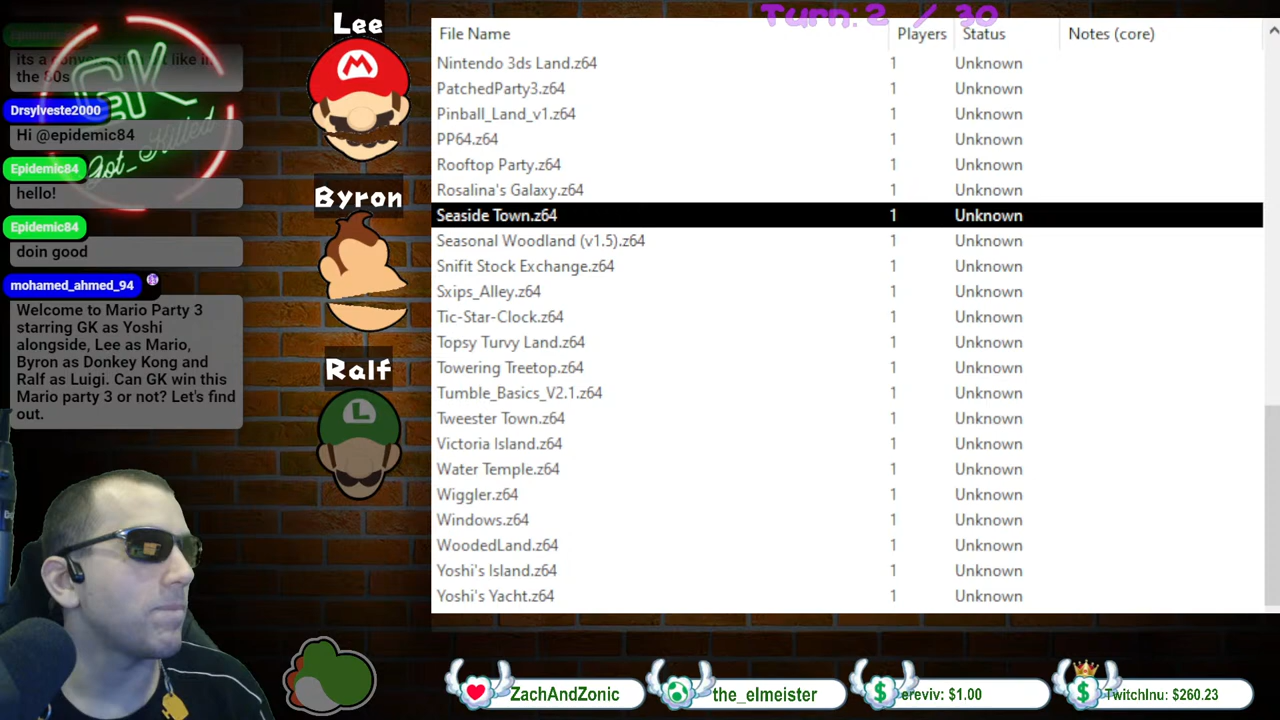 Turn: 2 / 30
its a
the 80s
GK
Got_Killed
Drsylveste2000
Hi @epidemic84
Epidemic84
hello!
Epidemic84
doin good
mohamed_ahmed_94
Welcome to Mario Party 3
starring GK as Yoshi
alongside, Lee as Mario,
Byron as Donkey Kong and
Ralf as Luigi. Can GK win this
Mario party 3 or not? Let's find
out.
Lee
M
Byron
Ralf
L
File Name Players Status Notes (core)
Nintendo 3ds Land.z64 1 Unknown
PatchedParty3.z64 1 Unknown
Pinball_Land_v1.z64 1 Unknown
PP64.z64 1 Unknown
Rooftop Party.z64 1 Unknown
Rosalina's Galaxy.z64 1 Unknown
Seaside Town.z64 1 Unknown
Seasonal Woodland (v1.5).z64 1 Unknown
Snifit Stock Exchange.z64 1 Unknown
Sxips_Alley.z64 1 Unknown
Tic-Star-Clock.z64 1 Unknown
Topsy Turvy Land.z64 1 Unknown
Towering Treetop.z64 1 Unknown
Tumble_Basics_V2.1.z64 1 Unknown
Tweester Town.z64 1 Unknown
Victoria Island.z64 1 Unknown
Water Temple.z64 1 Unknown
Wiggler.z64 1 Unknown
Windows.z64 1 Unknown
WoodedLand.z64 1 Unknown
Yoshi's Island.z64 1 Unknown
Yoshi's Yacht.z64 1 Unknown
ZachAndZonic
the_elmeister
$ ereviv: $1.00
$ TwitchInu: $260.23